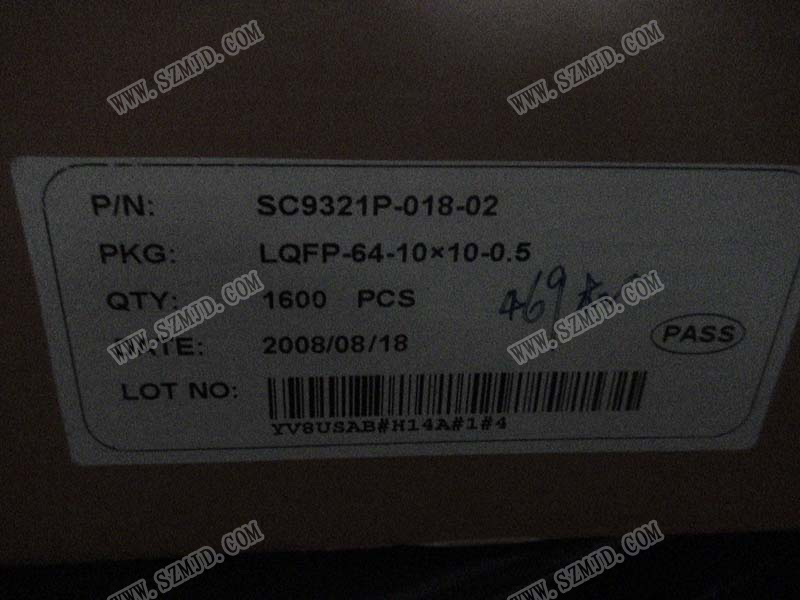 WWW.SZMJD.COM
WWW.SZMJD.COM
P/N: SC9321P-018-02
PKG: LQFP-64-10×10-0.5
QTY: 1600 PCS
469
WWW.SZMJD.COM
WWW.SZMJD.COM
DATE: 2008/08/18
PASS
LOT NO:
YV8USAB#H14A#1#4
WWW.SZMJD.COM
WWW.SZMJD.COM